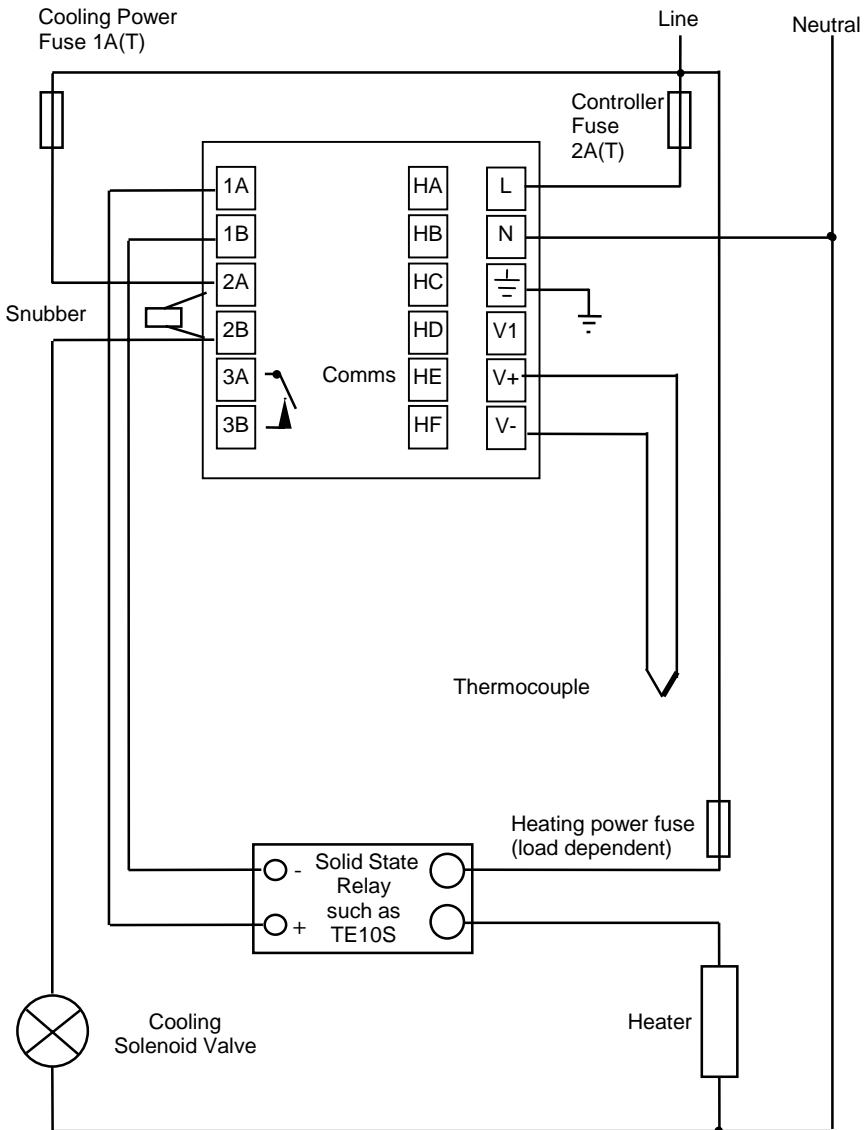 Cooling Power
Fuse 1A(T)
Line
Neutral
Controller
Fuse
2A(T)
1A
HA
L
1B
HB
N
2A
HC
Snubber
2B
HD
V1
3A
Comms
HE
V+
3B
HF
V-
Thermocouple
Heating power fuse
(load dependent)
- Solid State
Relay
such as
+ TE10S
Cooling
Solenoid Valve
Heater